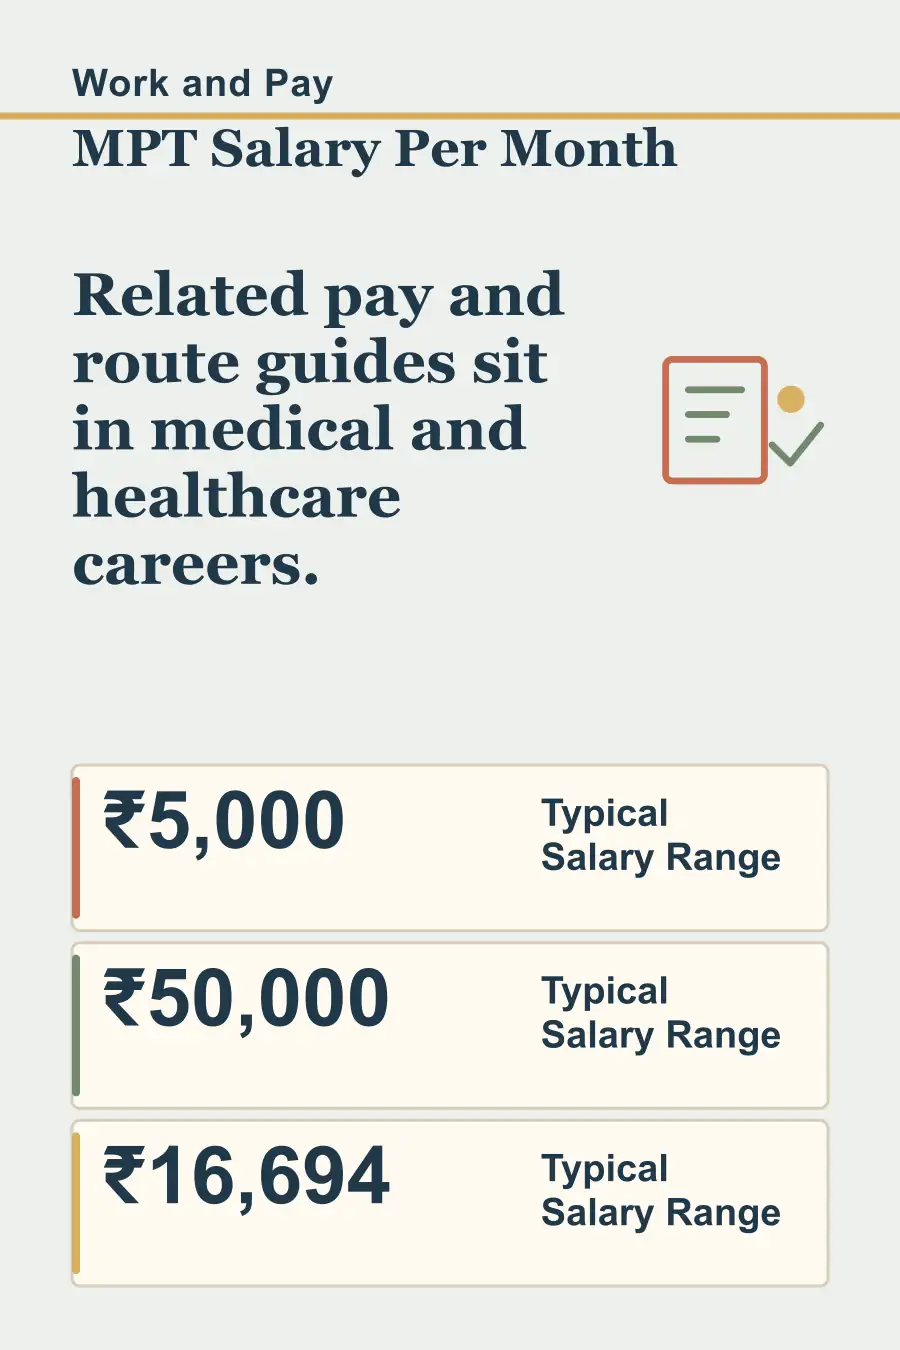 Work and Pay
MPT Salary Per Month
Related pay and
route guides sit
in medical and
healthcare
careers.
₹5,000
Typical
Salary Range
₹50,000
Typical
Salary Range
₹16,694
Typical
Salary Range